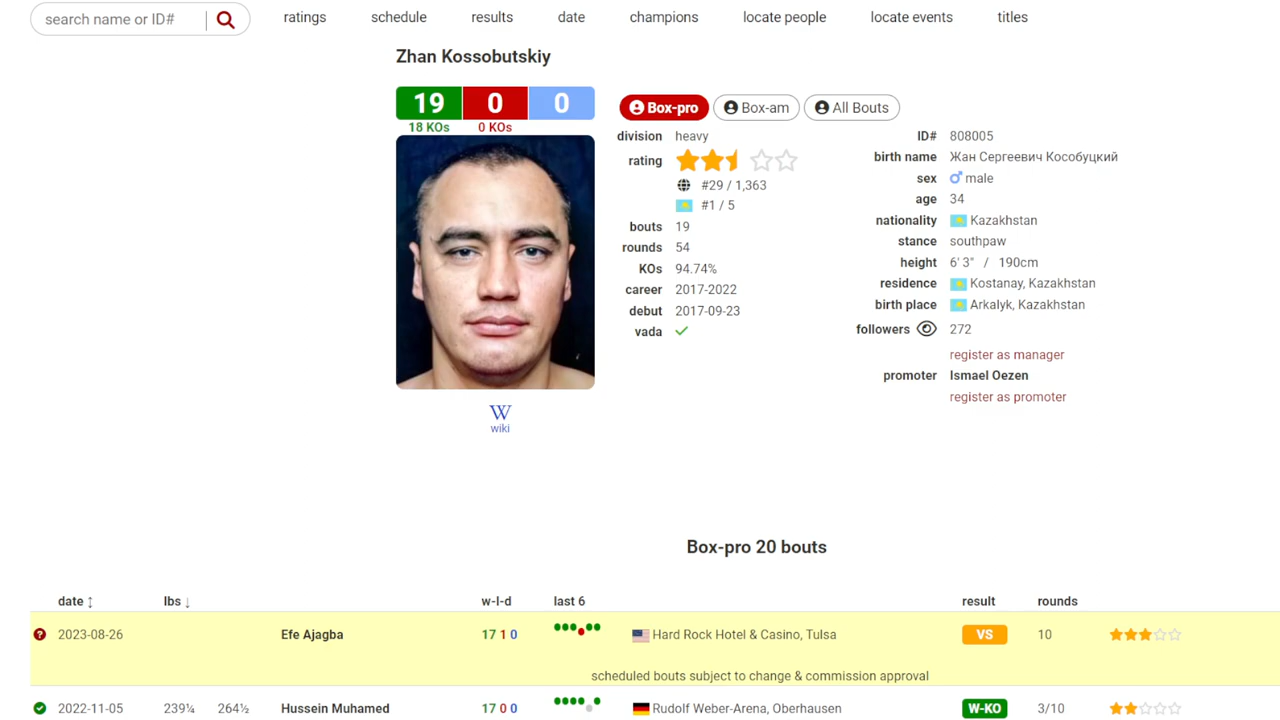 search name or ID#
ratings schedule results date champions locate people locate events titles
Zhan Kossobutskiy
19 0 0
18 KOs 0 KOs
Box-pro Box-am All Bouts
division heavy
rating
#29 / 1,363
#1 / 5
bouts 19
rounds 54
KOs 94.74%
career 2017-2022
debut 2017-09-23
vada
ID# 808005
birth name Жан Сергеевич Кособуцкий
sex male
age 34
nationality Kazakhstan
stance southpaw
height 6' 3" / 190cm
residence Kostanay, Kazakhstan
birth place Arkalyk, Kazakhstan
followers 272
register as manager
promoter Ismael Oezen
register as promoter
W
wiki
Box-pro 20 bouts
date lbs w-l-d last 6 result rounds
2023-08-26 Efe Ajagba 17 1 0 Hard Rock Hotel & Casino, Tulsa VS 10
scheduled bouts subject to change & commission approval
2022-11-05 239¼ 264½ Hussein Muhamed 17 0 0 Rudolf Weber-Arena, Oberhausen W-KO 3/10